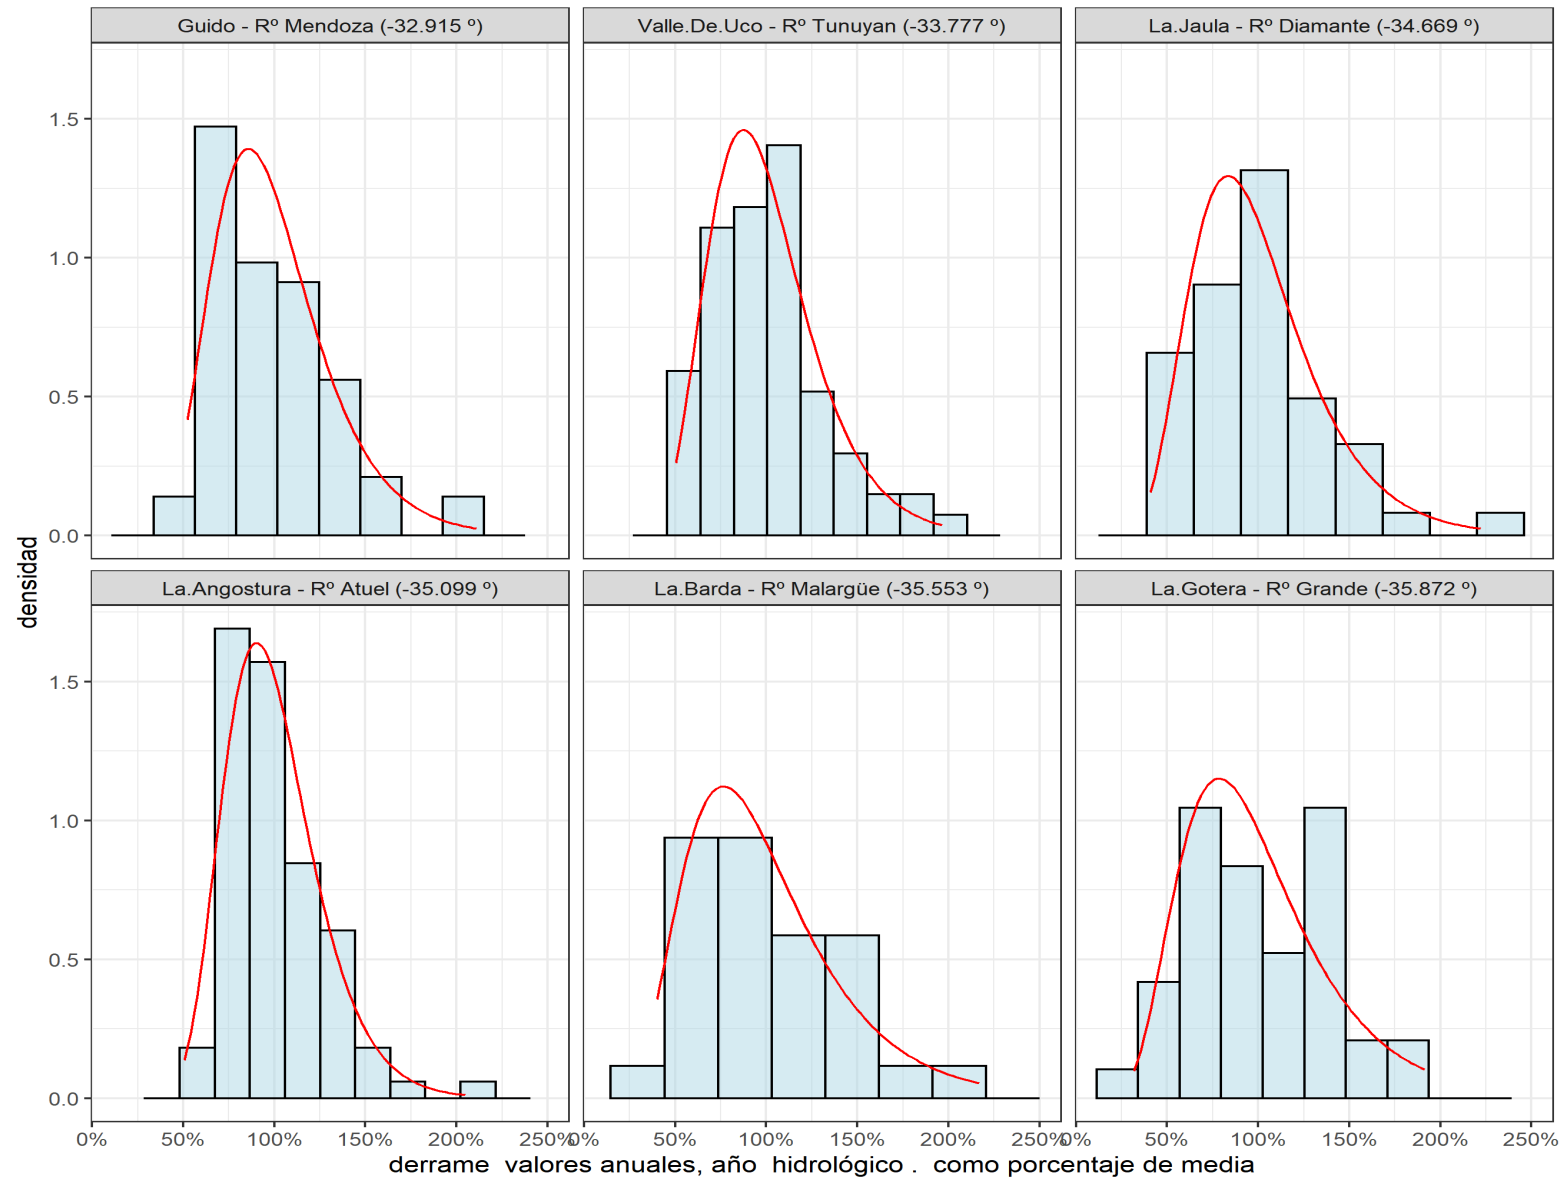 Guido - Rº Mendoza (-32.915 º)
Valle.De.Uco - Rº Tunuyan (-33.777 º)
La.Jaula - Rº Diamante (-34.669 º)
1.5
1.0
0.5
0.0
densidad
La.Angostura - Rº Atuel (-35.099 º)
La.Barda - Rº Malargüe (-35.553 º)
La.Gotera - Rº Grande (-35.872 º)
1.5
1.0
0.5
0.0
0% 50% 100% 150% 200% 250%
0% 50% 100% 150% 200% 250%
0% 50% 100% 150% 200% 250%
derrame  valores anuales, año  hidrológico .  como porcentaje de media